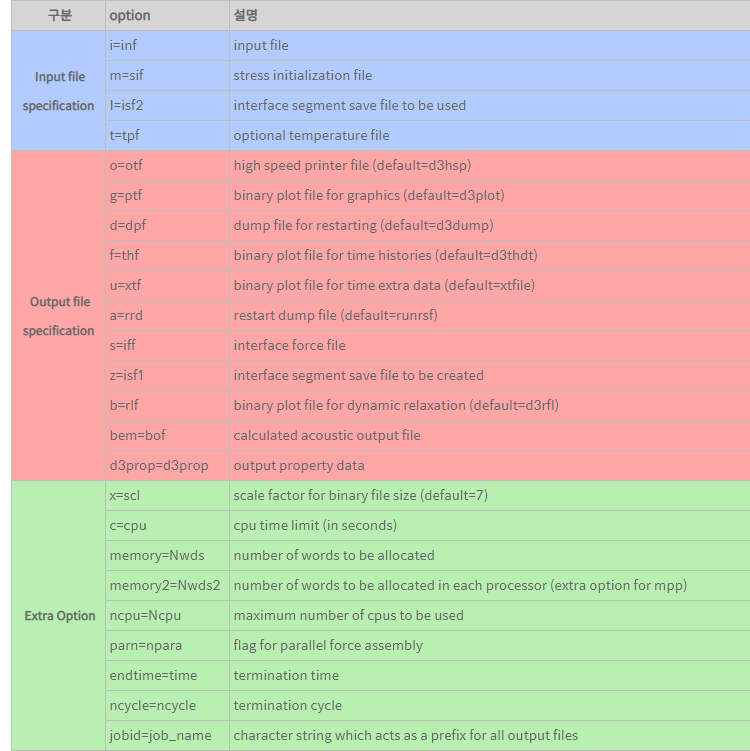 구분 option 설명
Input file specification
i=inf input file
m=sif stress initialization file
l=isf2 interface segment save file to be used
t=tpf optional temperature file
Output file specification
o=otf high speed printer file (default=d3hsp)
g=ptf binary plot file for graphics (default=d3plot)
d=dpf dump file for restarting (default=d3dump)
f=thf binary plot file for time histories (default=d3thdt)
u=xtf binary plot file for time extra data (default=xtfile)
a=rrd restart dump file (default=runrsf)
s=iff interface force file
z=isf1 interface segment save file to be created
b=rlf binary plot file for dynamic relaxation (default=d3rfl)
bem=bof calculated acoustic output file
d3prop=d3prop output property data
Extra Option
x=scl scale factor for binary file size (default=7)
c=cpu cpu time limit (in seconds)
memory=Nwds number of words to be allocated
memory2=Nwds2 number of words to be allocated in each processor (extra option for mpp)
ncpu=Ncpu maximum number of cpus to be used
parn=npara flag for parallel force assembly
endtime=time termination time
ncycle=ncycle termination cycle
jobid=job_name character string which acts as a prefix for all output files